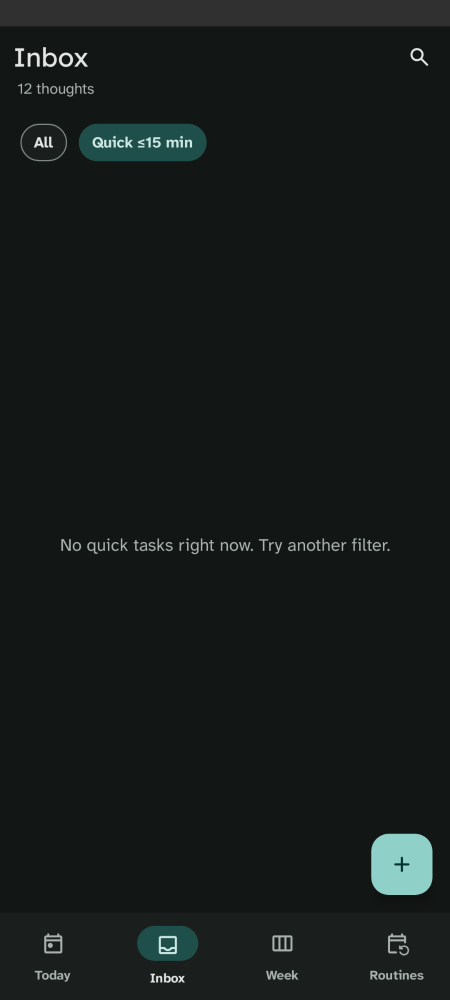 Inbox
12 thoughts
All
Quick ≤15 min
No quick tasks right now. Try another filter.
Today
Inbox
Week
Routines